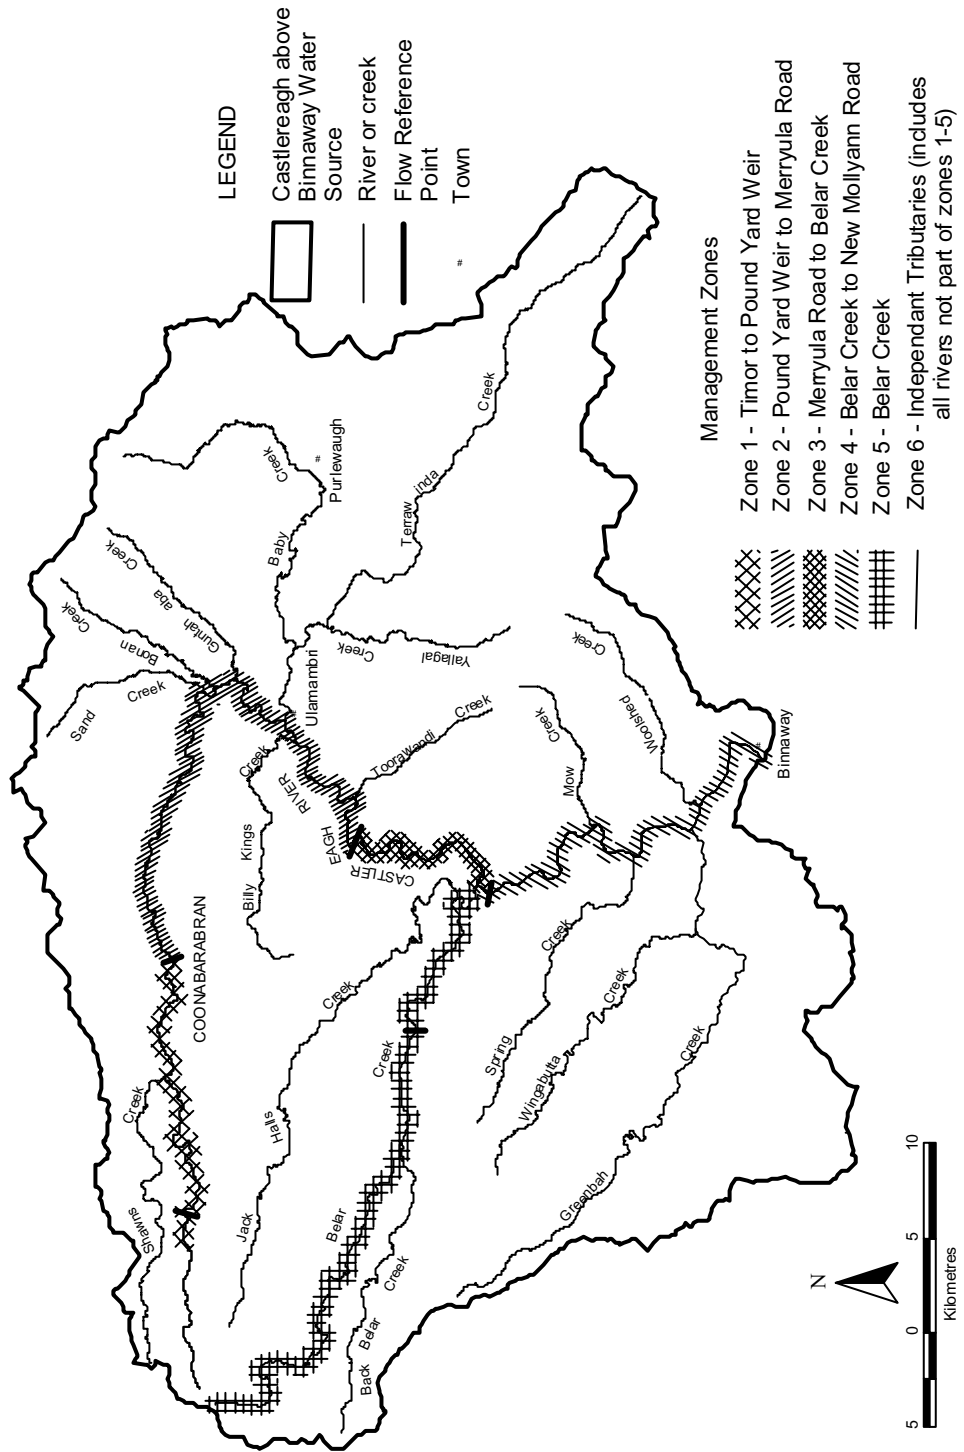 LEGEND
Castlereagh above
Binnaway Water
Source
River or creek
Flow Reference
Point
Town
#
Management Zones
Zone 1 - Timor to Pound Yard Weir
Zone 2 - Pound Yard Weir to Merryula Road
Zone 3 - Merryula Road to Belar Creek
Zone 4 - Belar Creek to New Mollyann Road
Zone 5 - Belar Creek
Zone 6 - Independant Tributaries (includes
all rivers not part of zones 1-5)
Shawns
Creek
COONABARABRAN
Sand
Creek
Bonan
Creek
Guntah
aba
Creek
Baby
Creek
#
Purlewaugh
Ulamambri
Terraw
inda
Creek
Yallagal
Creek
Billy
Kings
Creek
CASTLER
EAGH
RIVER
Toorawandi
Creek
Jack
Halls
Creek
Belar
Creek
Back
Belar
Creek
Mow
Creek
Woolshed
Creek
Spring
Creek
Wingabutta
Creek
Greenbah
Creek
Binnaway
N
5
0
5
10
Kilometres